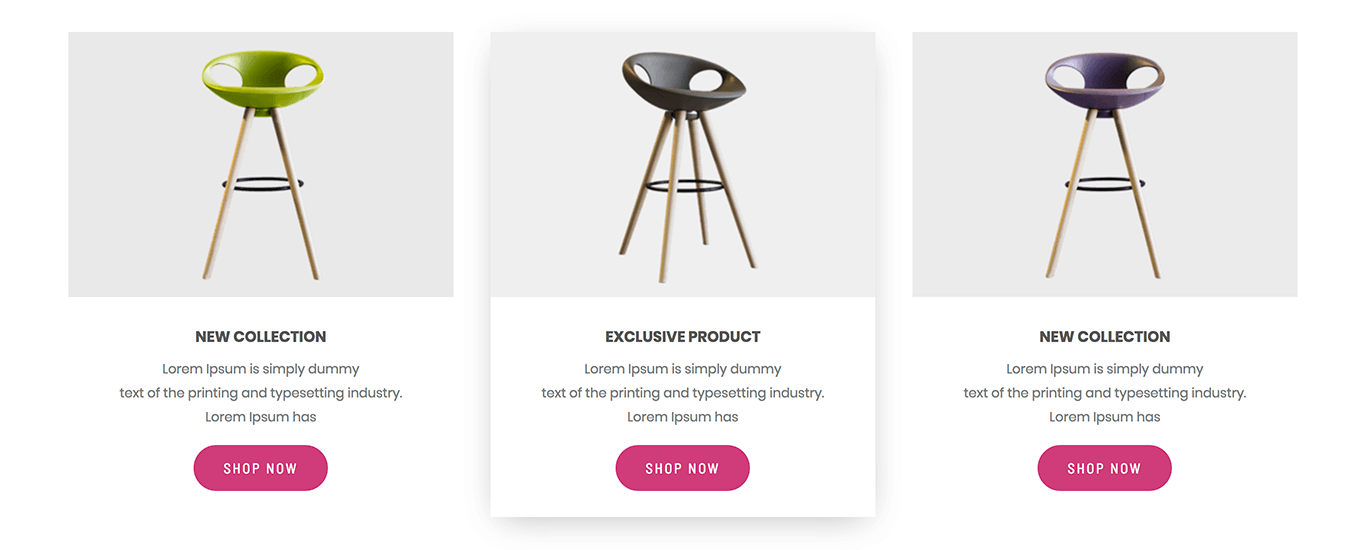 NEW COLLECTION
Lorem Ipsum is simply dummy
text of the printing and typesetting industry.
Lorem Ipsum has
SHOP NOW
EXCLUSIVE PRODUCT
Lorem Ipsum is simply dummy
text of the printing and typesetting industry.
Lorem Ipsum has
SHOP NOW
NEW COLLECTION
Lorem Ipsum is simply dummy
text of the printing and typesetting industry.
Lorem Ipsum has
SHOP NOW